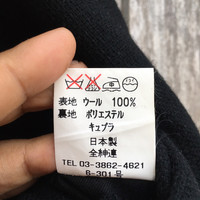 表地 ウール 100%
裏地 ポリエステル
キュプラ
日本製
全紳連
TEL 03-3862-4621
B-301号